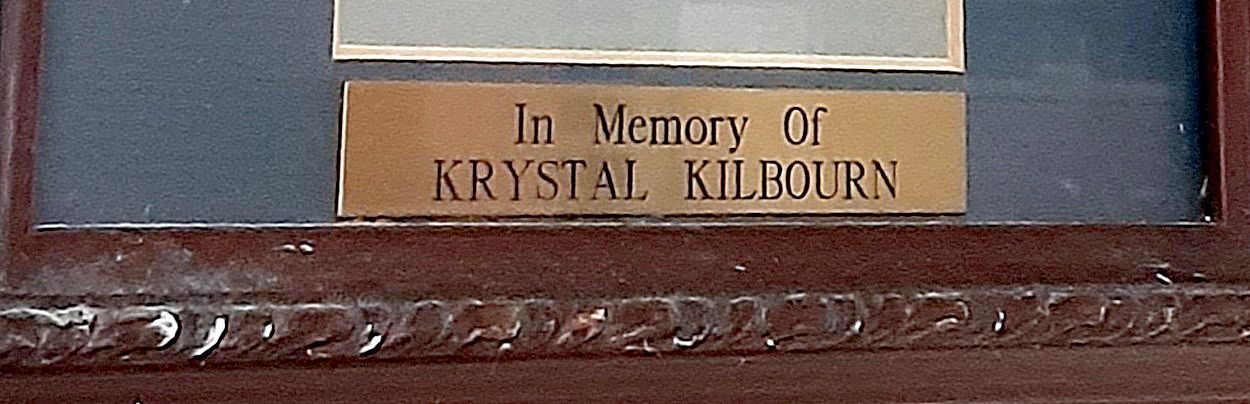 In Memory Of
KRYSTAL KILBOURN